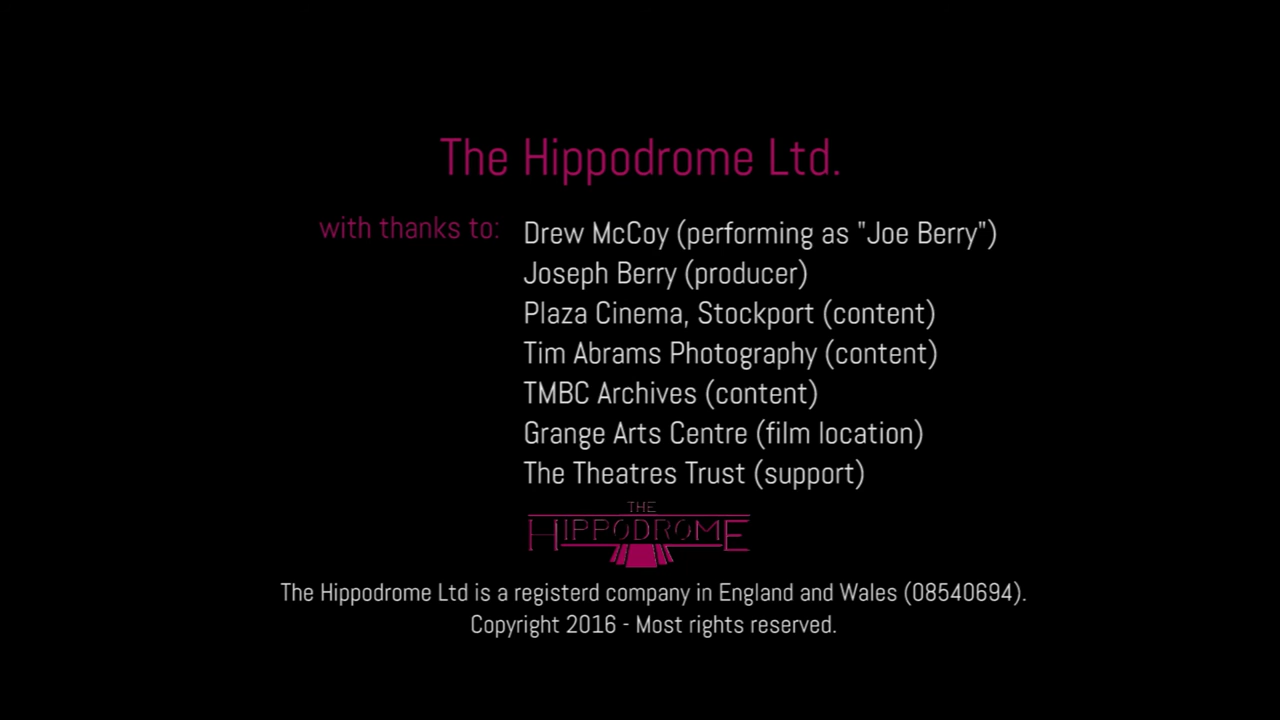 The Hippodrome Ltd.
with thanks to: Drew McCoy (performing as "Joe Berry")
Joseph Berry (producer)
Plaza Cinema, Stockport (content)
Tim Abrams Photography (content)
TMBC Archives (content)
Grange Arts Centre (film location)
The Theatres Trust (support)
THE
HIPPODROME
The Hippodrome Ltd is a registerd company in England and Wales (08540694).
Copyright 2016 - Most rights reserved.